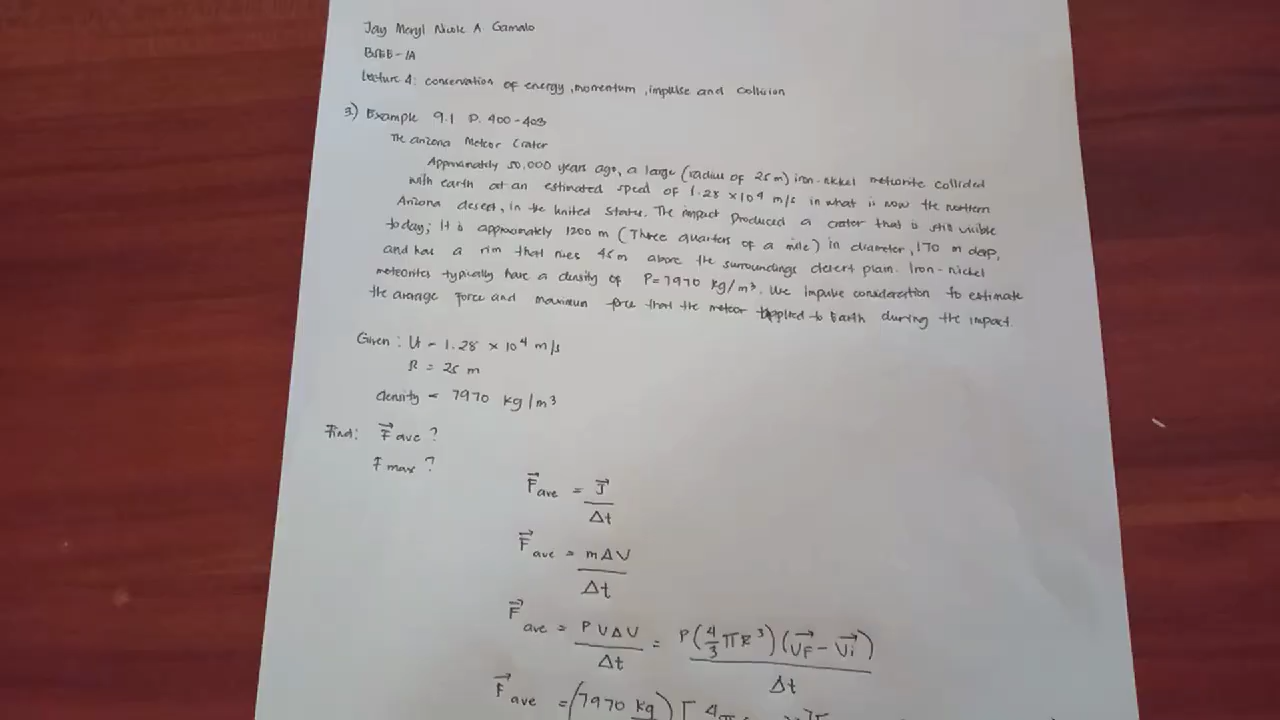 Jay Meryl Nicole A Gamalo
BSEE-1A
Lecture 4: conservation of energy, momentum, impulse and collision
3) Example 9.1 P. 400-403
The arizona Meteor Crater
Approximately 50,000 years ago, a large (radius of 25 m) iron-nickel meteorite collided
with earth at an estimated speed of 1.28 × 10⁴ m/s in what is now the northern
Arizona desert, in the united states. The impact produced a crater that is still visible
today; It is approximately 1200 m (Three quarters of a mile) in diameter, 170 m deep,
and has a rim that rises 45 m above the surroundings desert plain. Iron-nickel
meteorites typically have a density of P=7970 kg/m³. We impulse consideration to estimate
the average force and maximum force that the meteor applied to Earth during the impact.
Given: V = 1.28 × 10⁴ m/s
R = 25 m
density = 7970 kg/m³
Find: F⃗ave ?
Fmax ?
F⃗ave = J⃗ / Δt
F⃗ave = mΔV / Δt
F⃗ave = PVΔV / Δt = P(4/3 πR³)(V⃗F - V⃗i) / Δt
F⃗ave = (7970 kg) [4